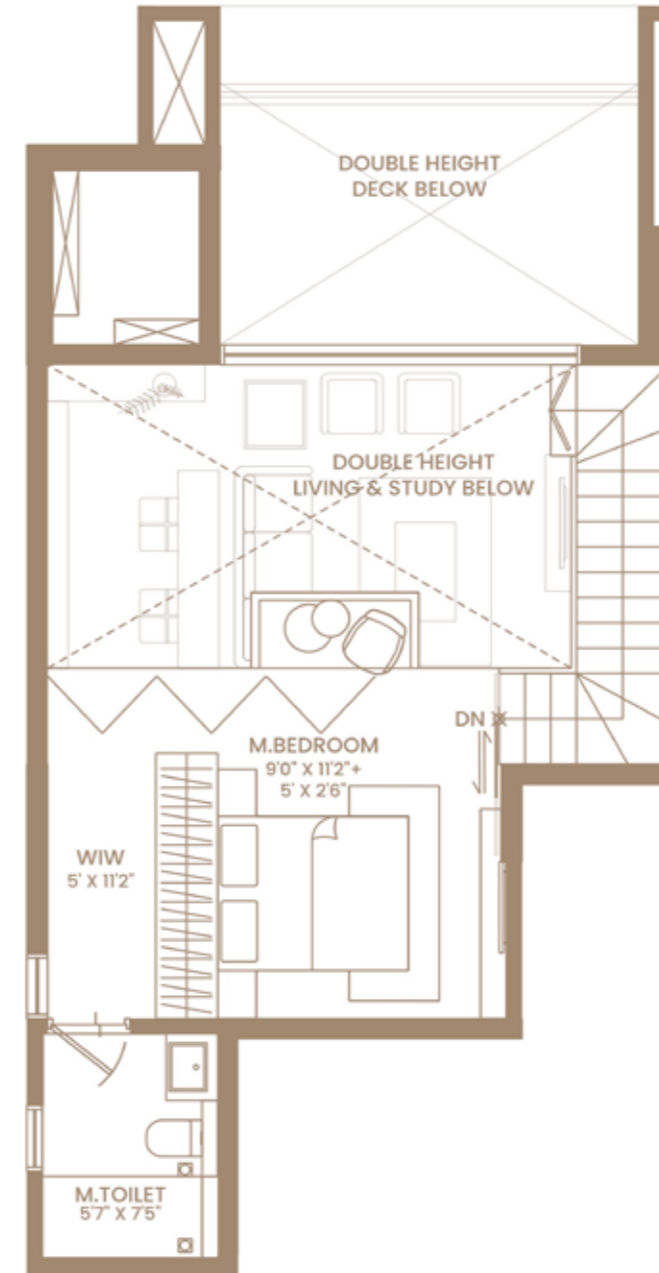 DOUBLE HEIGHT
DECK BELOW
DOUBLE HEIGHT
LIVING & STUDY BELOW
DN
M.BEDROOM
9'0" X 11'2"+
5' X 2'6"
WIW
5' X 11'2"
M.TOILET
5'7" X 7'5"